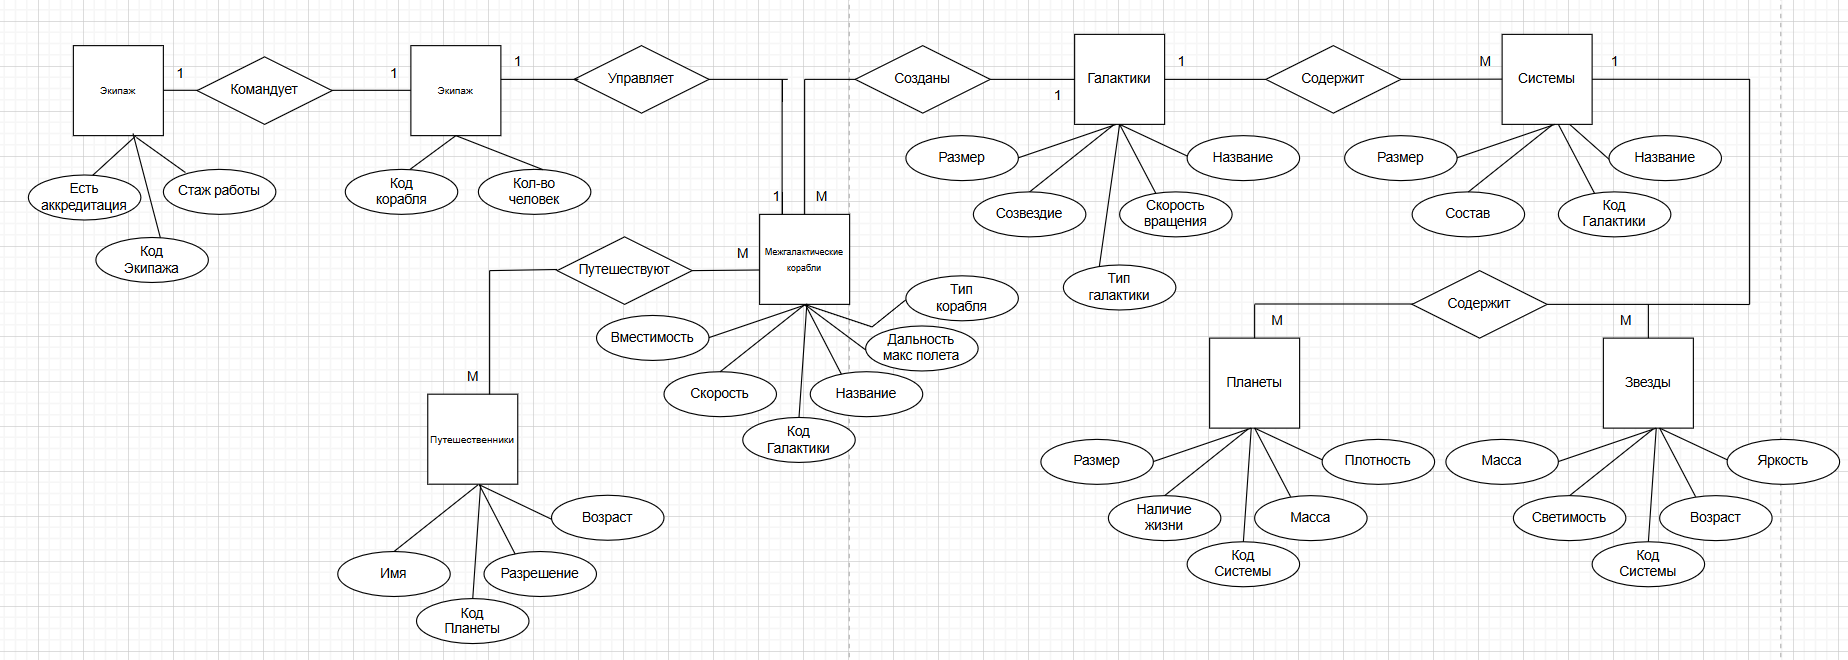 Экипаж
1
Командует
1
Экипаж
1
Управляет
Созданы
1
Галактики
1
Содержит
М
Системы
1
Есть
аккредитация
Стаж работы
Код
Экипажа
Код
корабля
Кол-во
человек
1
М
Размер
Созвездие
Тип
галактики
Скорость
вращения
Название
Размер
Состав
Код
Галактики
Название
Путешествуют
М
Межгалактические
корабли
М
Вместимость
Скорость
Код
Галактики
Название
Дальность
макс полета
Тип
корабля
Содержит
М
М
Путешественники
Планеты
Звезды
Имя
Код
Планеты
Разрешение
Возраст
Размер
Наличие
жизни
Код
Системы
Масса
Плотность
Масса
Светимость
Код
Системы
Возраст
Яркость